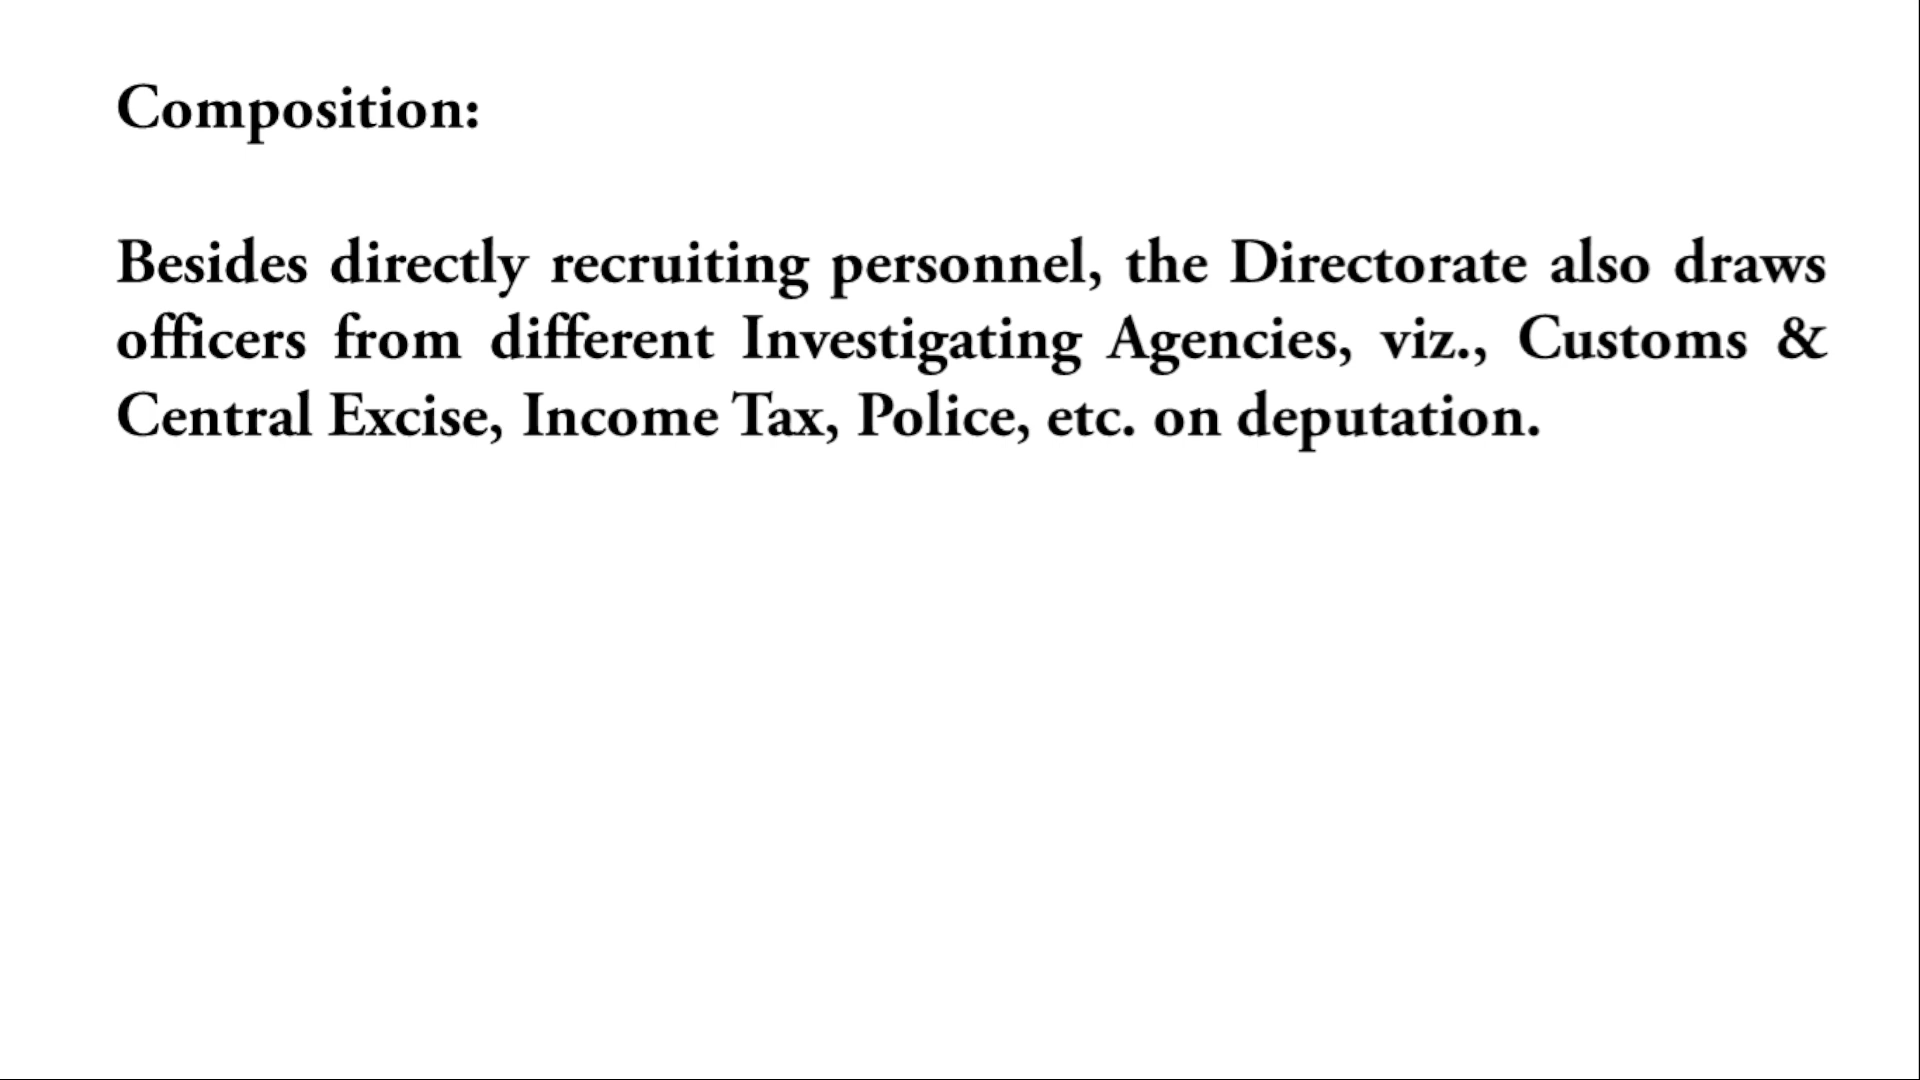 Composition:
Besides directly recruiting personnel, the Directorate also draws
officers from different Investigating Agencies, viz., Customs &
Central Excise, Income Tax, Police, etc. on deputation.